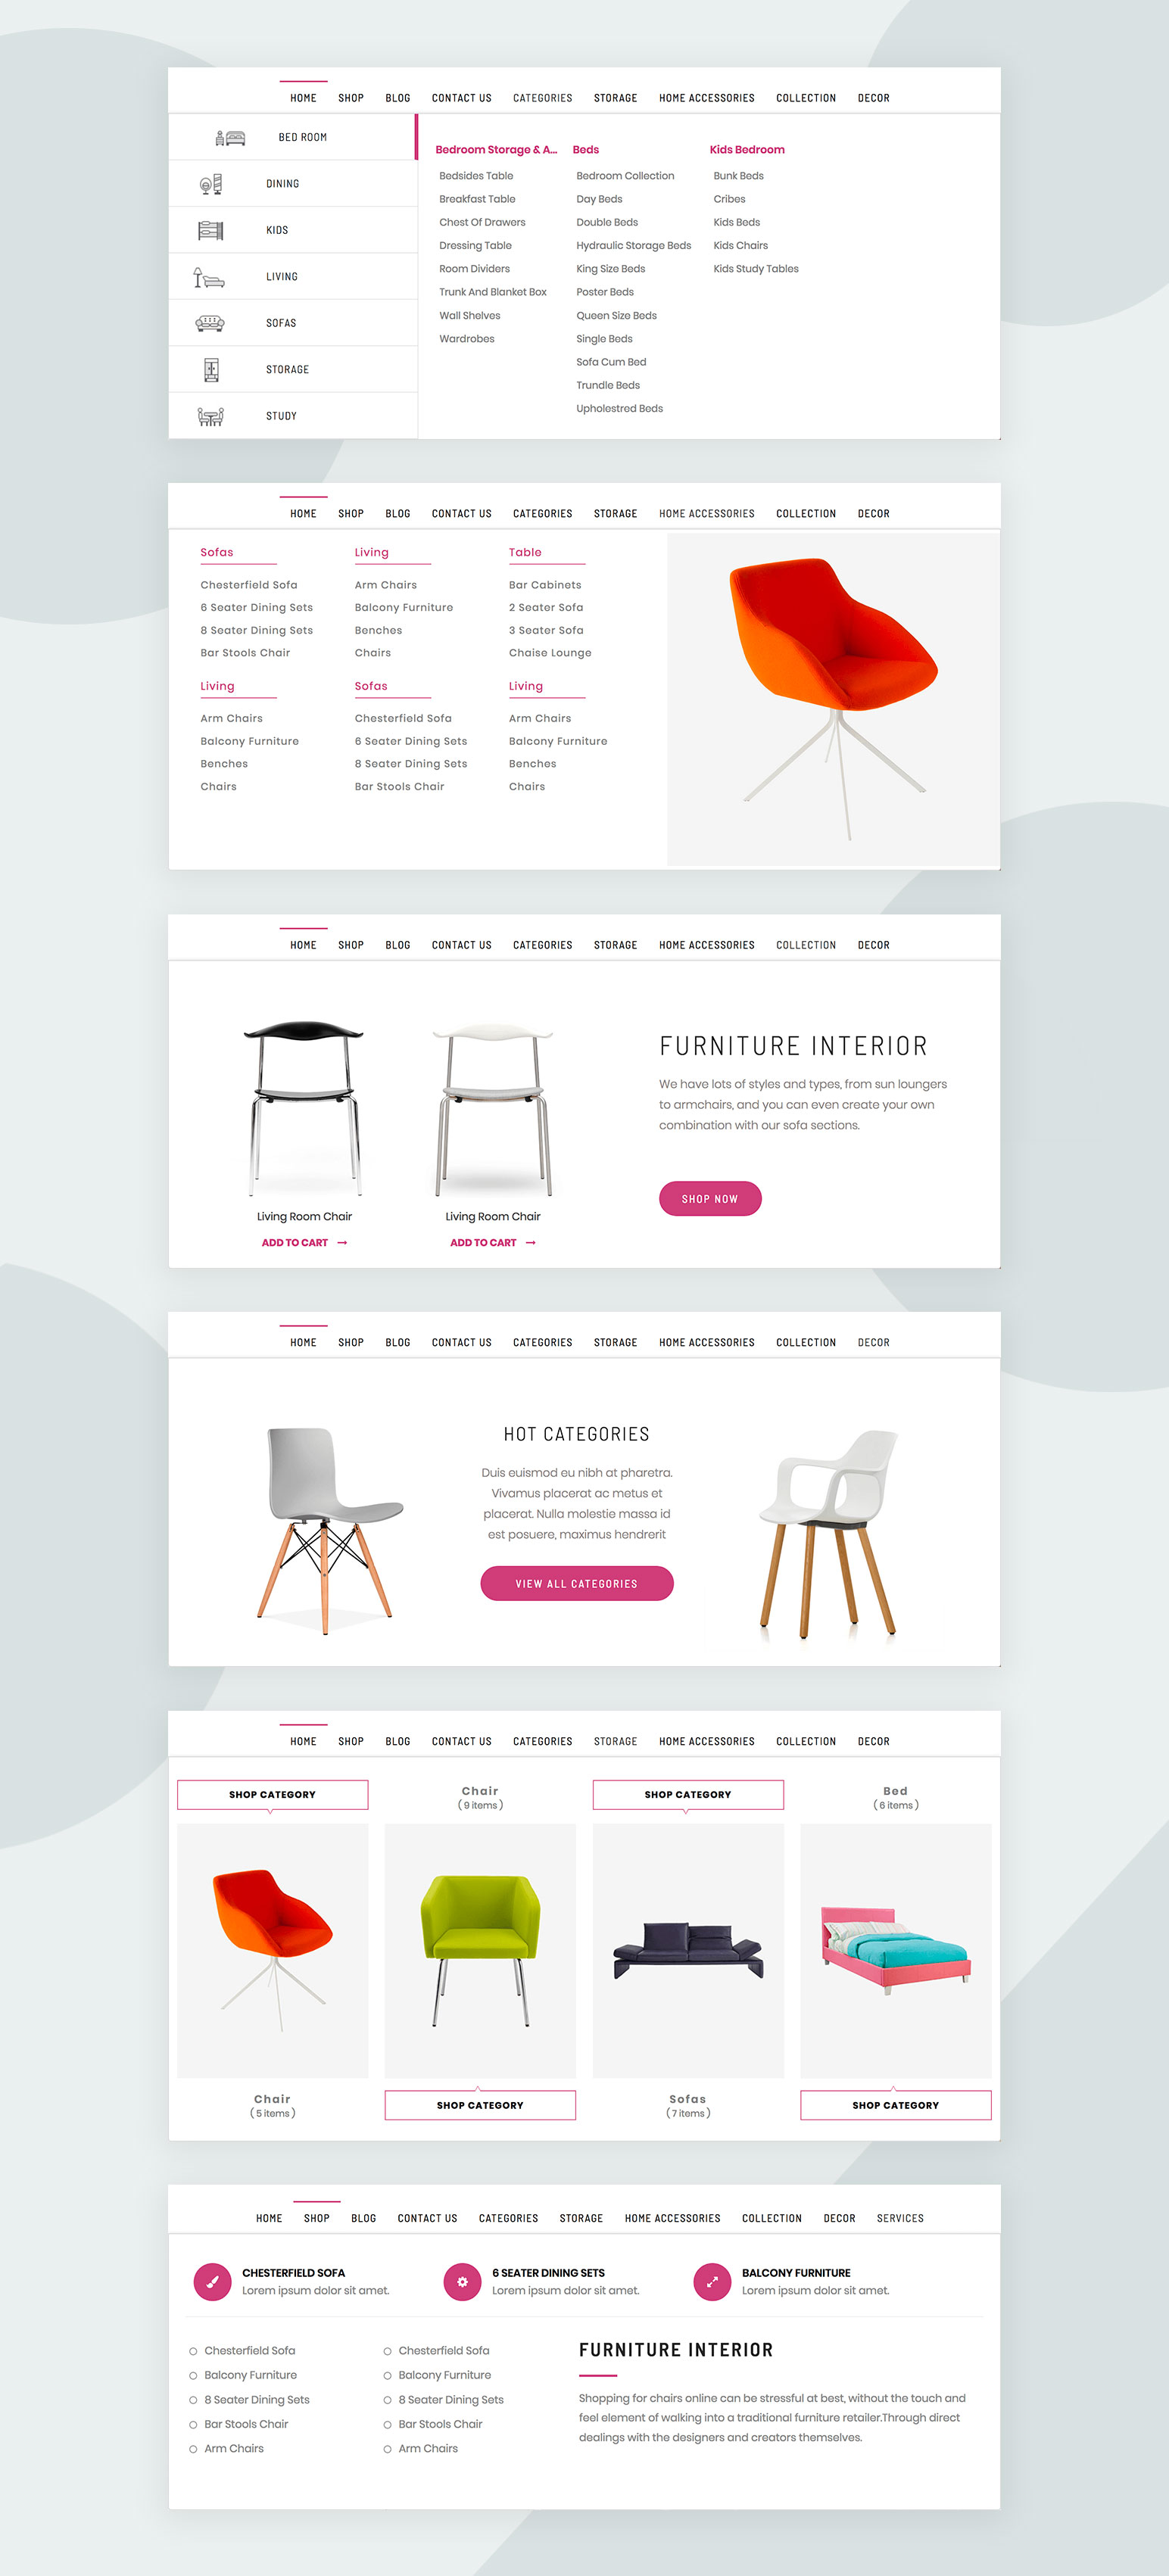 HOME SHOP BLOG CONTACT US CATEGORIES STORAGE HOME ACCESSORIES COLLECTION DECOR
BED ROOM
DINING
KIDS
LIVING
SOFAS
STORAGE
STUDY
Bedroom Storage & A...
Bedsides Table
Breakfast Table
Chest Of Drawers
Dressing Table
Room Dividers
Trunk And Blanket Box
Wall Shelves
Wardrobes
Beds
Bedroom Collection
Day Beds
Double Beds
Hydraulic Storage Beds
King Size Beds
Poster Beds
Queen Size Beds
Single Beds
Sofa Cum Bed
Trundle Beds
Upholestred Beds
Kids Bedroom
Bunk Beds
Cribes
Kids Beds
Kids Chairs
Kids Study Tables
HOME SHOP BLOG CONTACT US CATEGORIES STORAGE HOME ACCESSORIES COLLECTION DECOR
Sofas
Chesterfield Sofa
6 Seater Dining Sets
8 Seater Dining Sets
Bar Stools Chair
Living
Arm Chairs
Balcony Furniture
Benches
Chairs
Table
Bar Cabinets
2 Seater Sofa
3 Seater Sofa
Chaise Lounge
Living
Arm Chairs
Balcony Furniture
Benches
Chairs
Sofas
Chesterfield Sofa
6 Seater Dining Sets
8 Seater Dining Sets
Bar Stools Chair
Living
Arm Chairs
Balcony Furniture
Benches
Chairs
HOME SHOP BLOG CONTACT US CATEGORIES STORAGE HOME ACCESSORIES COLLECTION DECOR
Living Room Chair
ADD TO CART →
Living Room Chair
ADD TO CART →
FURNITURE INTERIOR
We have lots of styles and types, from sun loungers
to armchairs, and you can even create your own
combination with our sofa sections.
SHOP NOW
HOME SHOP BLOG CONTACT US CATEGORIES STORAGE HOME ACCESSORIES COLLECTION DECOR
HOT CATEGORIES
Duis euismod eu nibh at pharetra.
Vivamus placerat ac metus et
placerat. Nulla molestie massa id
est posuere, maximus hendrerit
VIEW ALL CATEGORIES
HOME SHOP BLOG CONTACT US CATEGORIES STORAGE HOME ACCESSORIES COLLECTION DECOR
SHOP CATEGORY
Chair
( 5 items )
Chair
( 9 items )
SHOP CATEGORY
SHOP CATEGORY
Sofas
( 7 items )
Bed
( 6 items )
SHOP CATEGORY
HOME SHOP BLOG CONTACT US CATEGORIES STORAGE HOME ACCESSORIES COLLECTION DECOR SERVICES
CHESTERFIELD SOFA
Lorem ipsum dolor sit amet.
6 SEATER DINING SETS
Lorem ipsum dolor sit amet.
BALCONY FURNITURE
Lorem ipsum dolor sit amet.
Chesterfield Sofa
Balcony Furniture
8 Seater Dining Sets
Bar Stools Chair
Arm Chairs
Chesterfield Sofa
Balcony Furniture
8 Seater Dining Sets
Bar Stools Chair
Arm Chairs
FURNITURE INTERIOR
Shopping for chairs online can be stressful at best, without the touch and
feel element of walking into a traditional furniture retailer.Through direct
dealings with the designers and creators themselves.